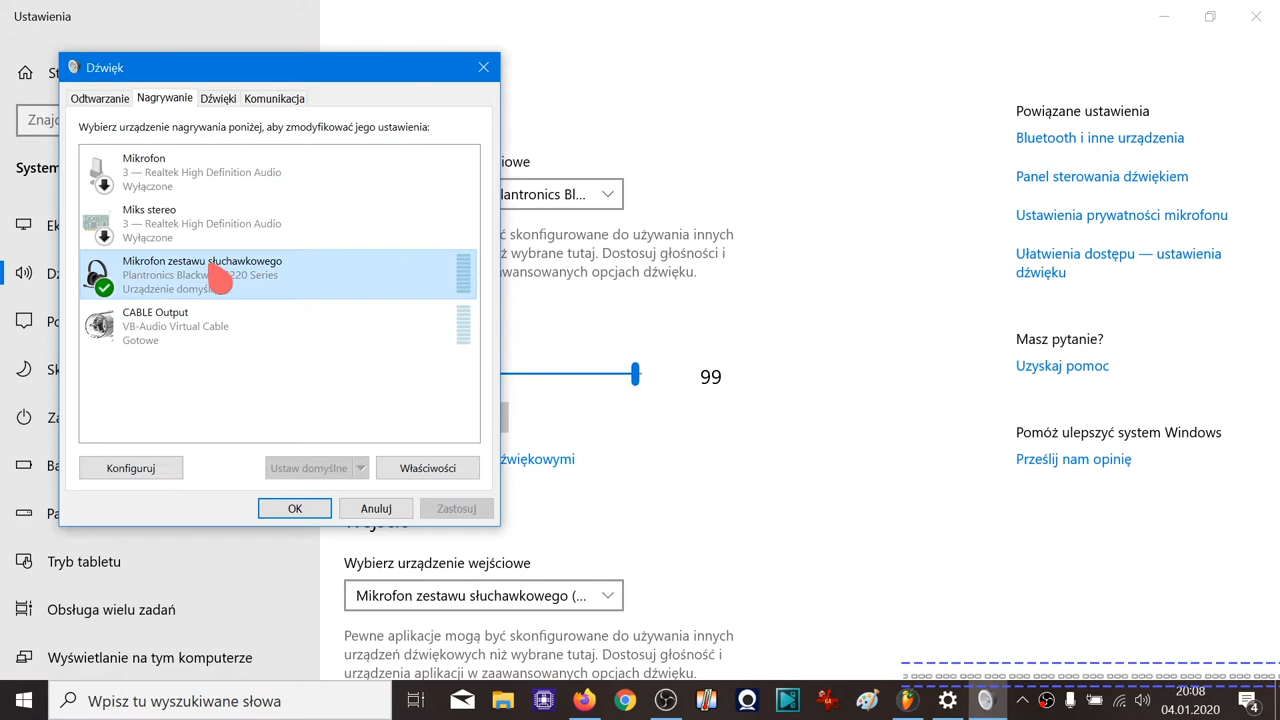 Ustawienia
Dźwięk
Odtwarzanie Nagrywanie Dźwięki Komunikacja
Wybierz urządzenie nagrywania poniżej, aby zmodyfikować jego ustawienia:
Mikrofon
3 — Realtek High Definition Audio
Wyłączone
Miks stereo
3 — Realtek High Definition Audio
Wyłączone
Mikrofon zestawu słuchawkowego
Plantronics 220 Series
Urządzenie
CABLE Output
VB-Audio Virtual Cable
Gotowe
Konfiguruj Ustaw domyślne Właściwości
OK Anuluj Zastosuj
System
Tryb tabletu
Obsługa wielu zadań
Wyświetlanie na tym komputerze
iowe
lantronics Bl...
ć skonfigurowane do używania innych
ż wybrane tutaj. Dostosuj głośność i
aawansowanych opcjach dźwięku.
99
źwiękowymi
Wybierz urządzenie wejściowe
Mikrofon zestawu słuchawkowego (...
Pewne aplikacje mogą być skonfigurowane do używania innych
urządzeń dźwiękowych niż wybrane tutaj. Dostosuj głośność i
urządzenia aplikacji w zaawansowanych opcjach dźwięku.
Powiązane ustawienia
Bluetooth i inne urządzenia
Panel sterowania dźwiękiem
Ustawienia prywatności mikrofonu
Ułatwienia dostępu — ustawienia
dźwięku
Masz pytanie?
Uzyskaj pomoc
Pomóż ulepszyć system Windows
Prześlij nam opinię
Wpisz tu wyszukiwane słowa
20:08
04.01.2020
4